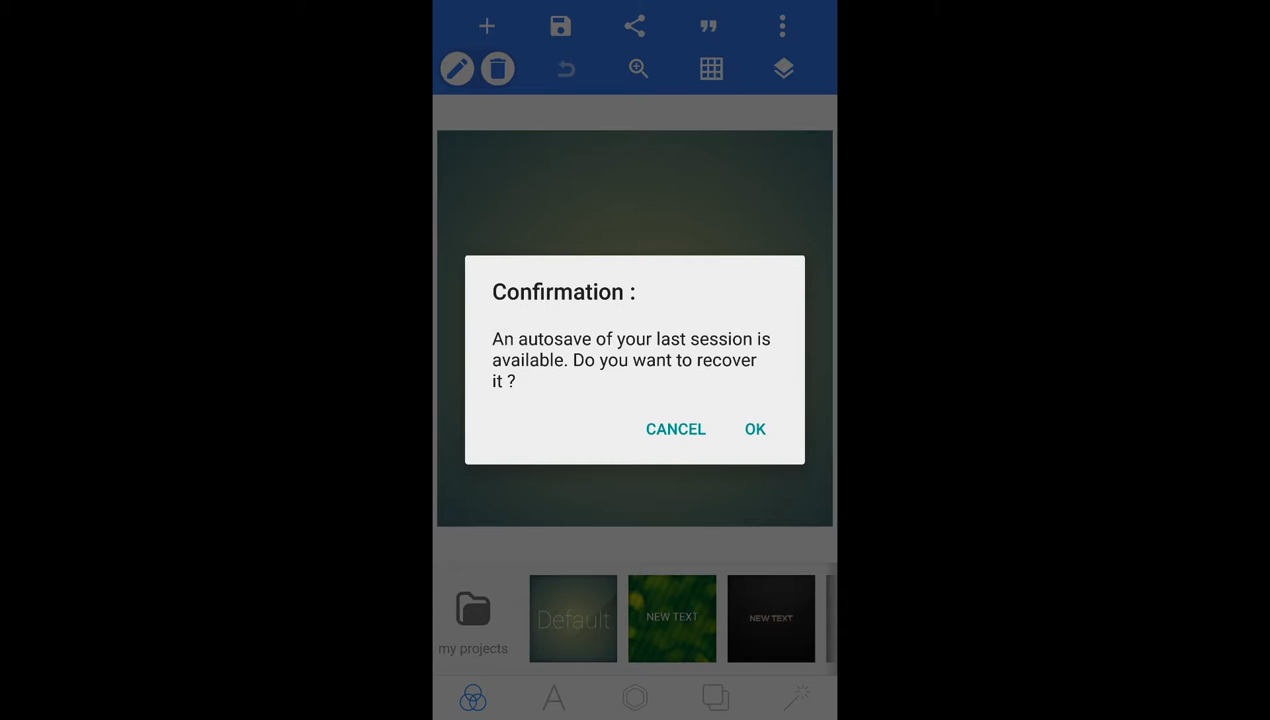 Confirmation :
An autosave of your last session is
available. Do you want to recover
it ?
CANCEL OK
my projects
Default
NEW TEXT
NEW TEXT